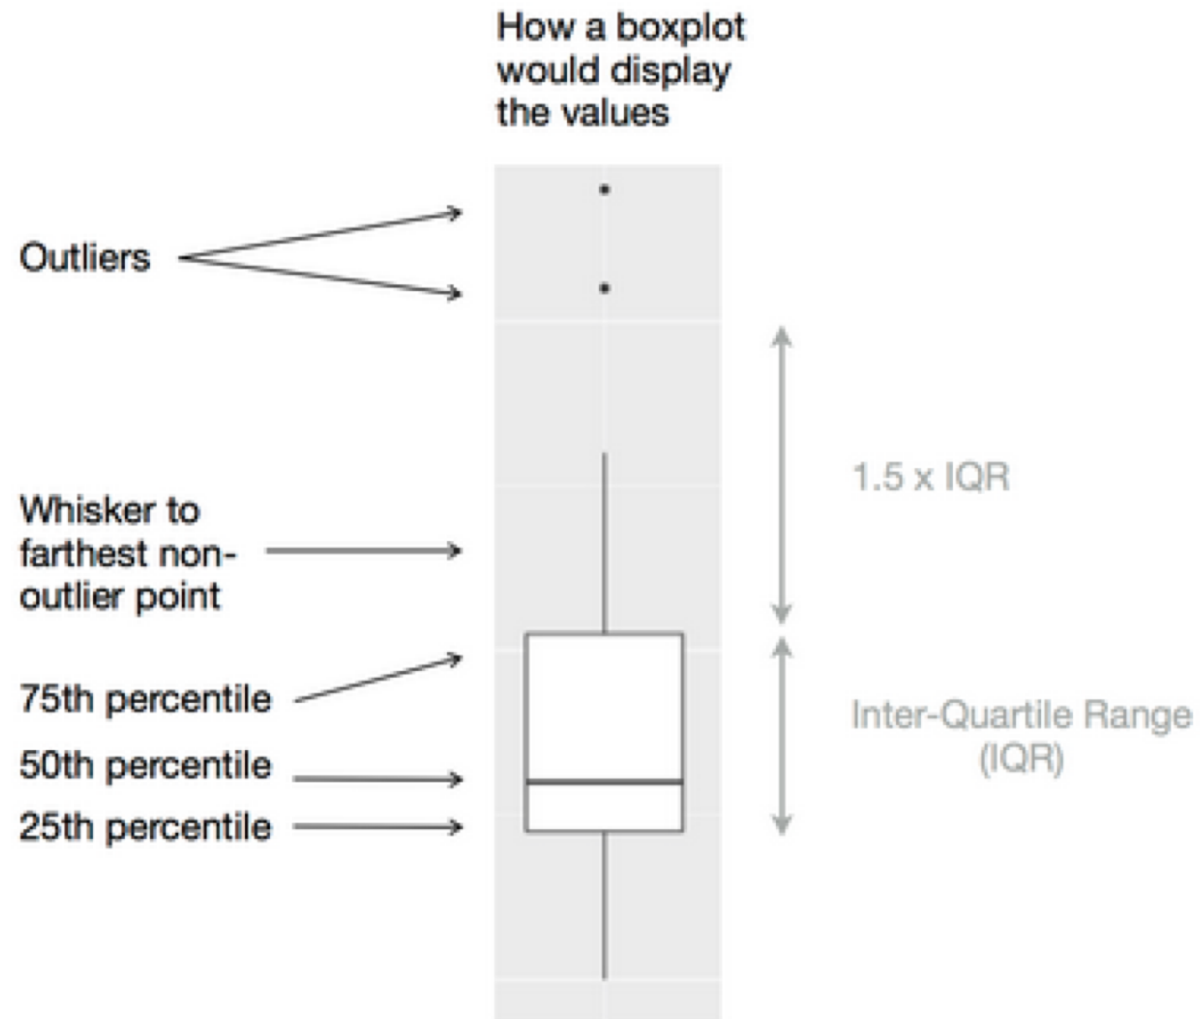 How a boxplot
would display
the values
Outliers
1.5 x IQR
Whisker to
farthest non-
outlier point
75th percentile
Inter-Quartile Range
(IQR)
50th percentile
25th percentile